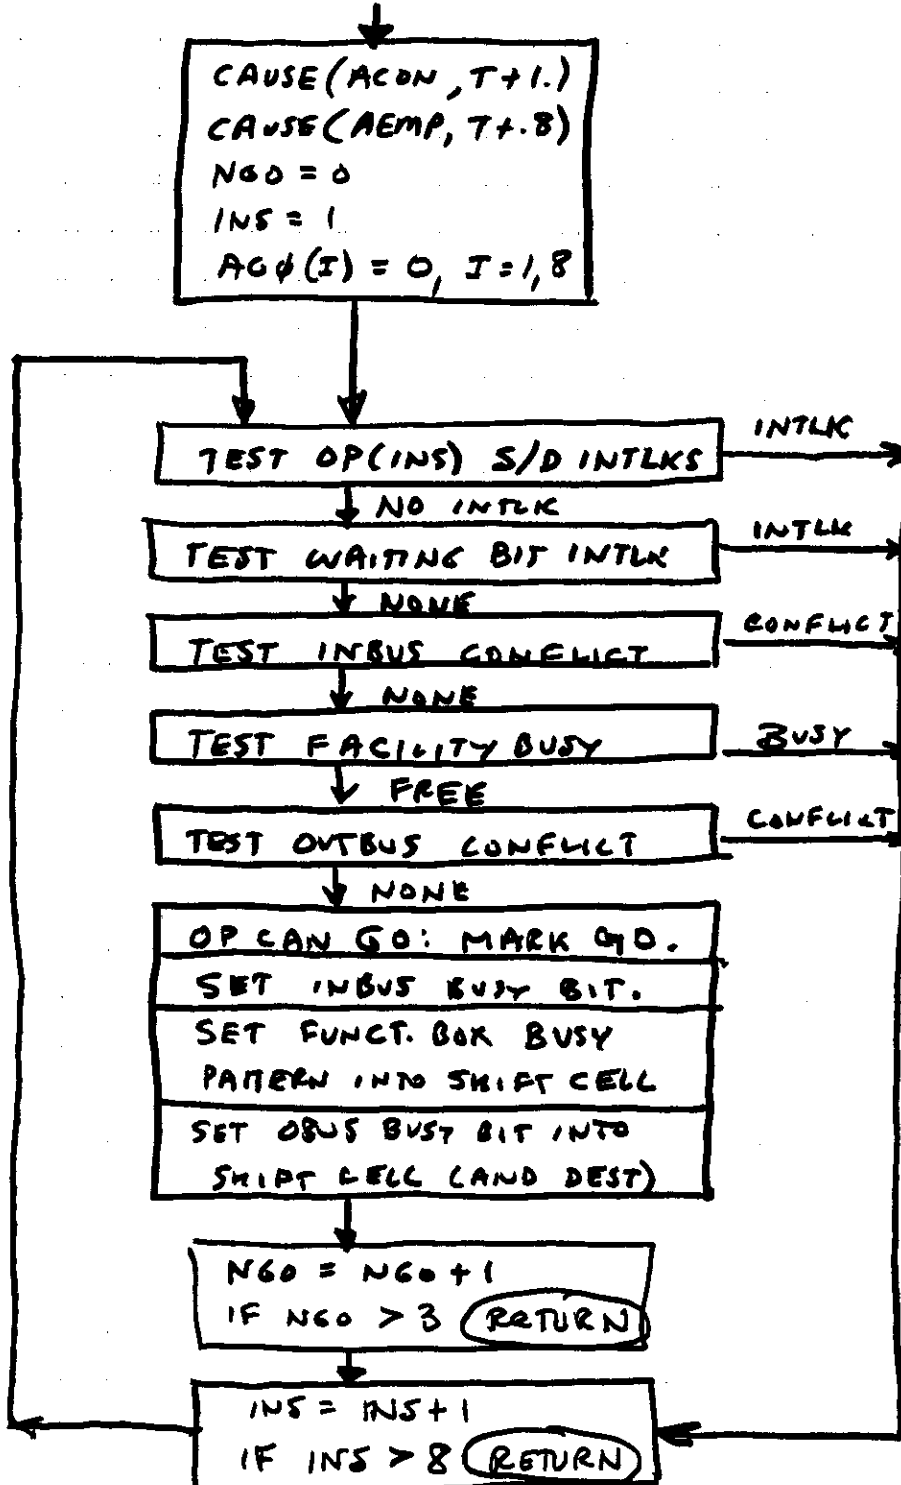 CAUSE(ACON, T+1.)
CAUSE(AEMP, T+.8)
NGO = 0
INS = 1
AGφ(I) = 0, I=1,8
TEST OP(INS) S/D INTLKS
INTLK
NO INTLK
TEST WAITING BIT INTLK
INTLK
NONE
TEST INBUS CONFLICT
CONFLICT
NONE
TEST FACILITY BUSY
BUSY
FREE
TEST OUTBUS CONFLICT
CONFLICT
NONE
OP CAN GO: MARK GO.
SET INBUS BUSY BIT.
SET FUNCT. BOX BUSY
PATTERN INTO SHIFT CELL
SET OBUS BUSY BIT INTO
SHIFT CELL (AND DEST)
NGO = NGO + 1
IF NGO > 3 RETURN
INS = INS + 1
IF INS > 8 RETURN